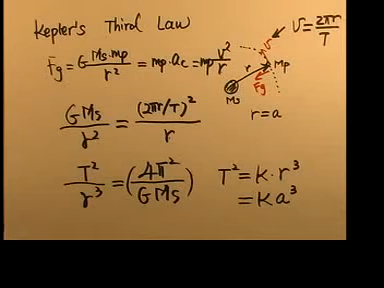 Kepler's Third Law
v = 2πr/T
Fg = G Ms·mp/r² = mp·ac = mp v²/r
r
v
Mp
Fg
Ms
r = a
GMs/r² = (2πr/T)²/r
T²/r³ = (4π²/GMs)
T² = K·r³
= Ka³